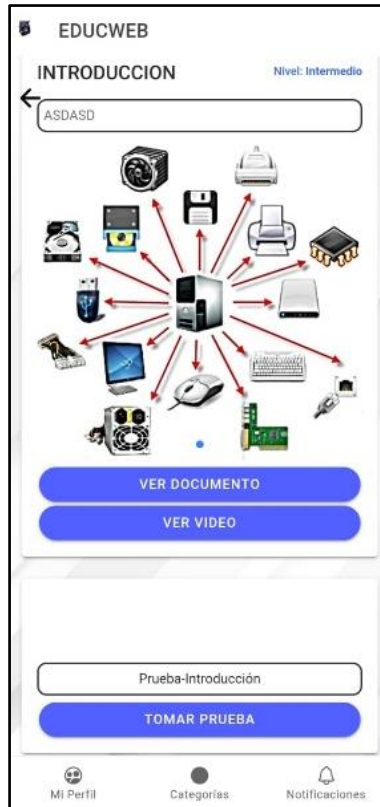 EDUCWEB
INTRODUCCION
Nivel: Intermedio
ASDASD
VER DOCUMENTO
VER VIDEO
Prueba-Introducción
TOMAR PRUEBA
Mi Perfil
Categorías
Notificaciones